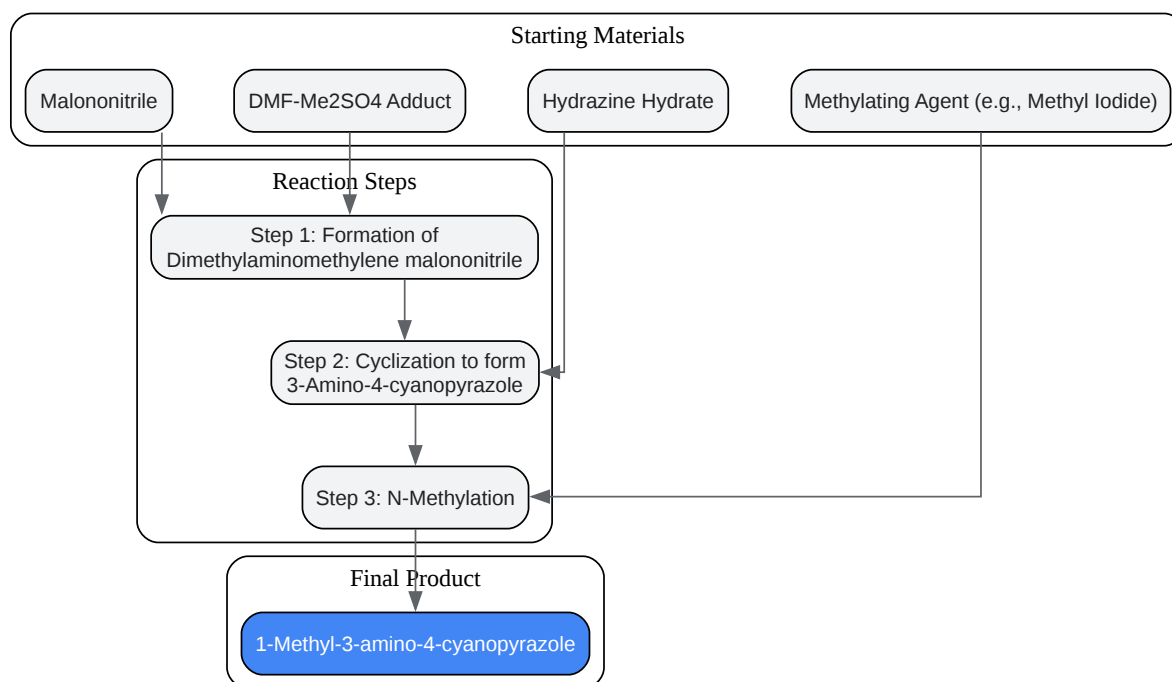 Starting Materials
Malononitrile
DMF-Me2SO4 Adduct
Hydrazine Hydrate
Methylating Agent (e.g., Methyl Iodide)
Reaction Steps
Step 1: Formation of
Dimethylaminomethylene malononitrile
Step 2: Cyclization to form
3-Amino-4-cyanopyrazole
Step 3: N-Methylation
Final Product
1-Methyl-3-amino-4-cyanopyrazole